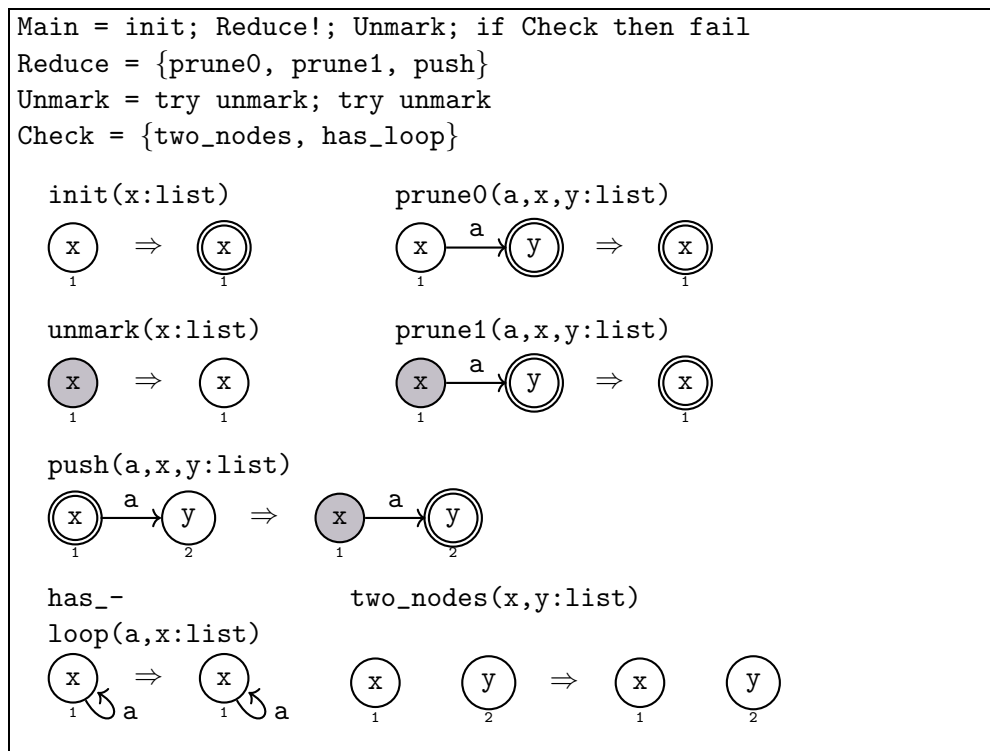 Main = init; Reduce!; Unmark; if Check then fail
Reduce = {prune0, prune1, push}
Unmark = try unmark; try unmark
Check = {two_nodes, has_loop}
init(x:list) prune0(a,x,y:list)
x ⇒ x x a y ⇒ x
1 1 1 1
unmark(x:list) prune1(a,x,y:list)
x ⇒ x x a y ⇒ x
1 1 1 1
push(a,x,y:list)
x a y ⇒ x a y
1 2 1 2
has_- two_nodes(x,y:list)
loop(a,x:list)
x a ⇒ x a x y ⇒ x y
1 1 1 2 1 2